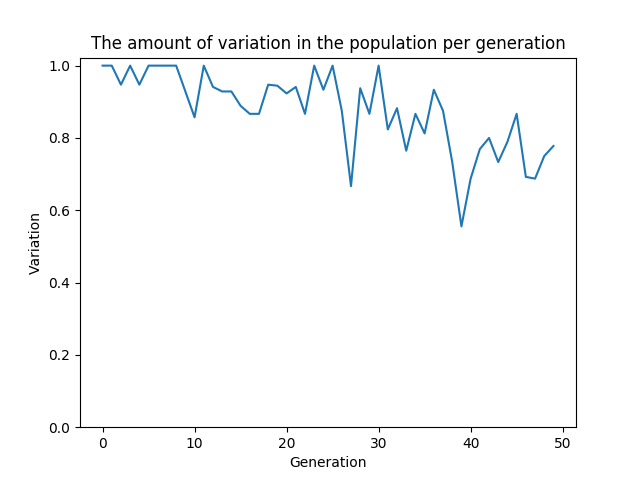 The amount of variation in the population per generation
1.0
0.8
0.6
0.4
0.2
0.0
Variation
0 10 20 30 40 50
Generation